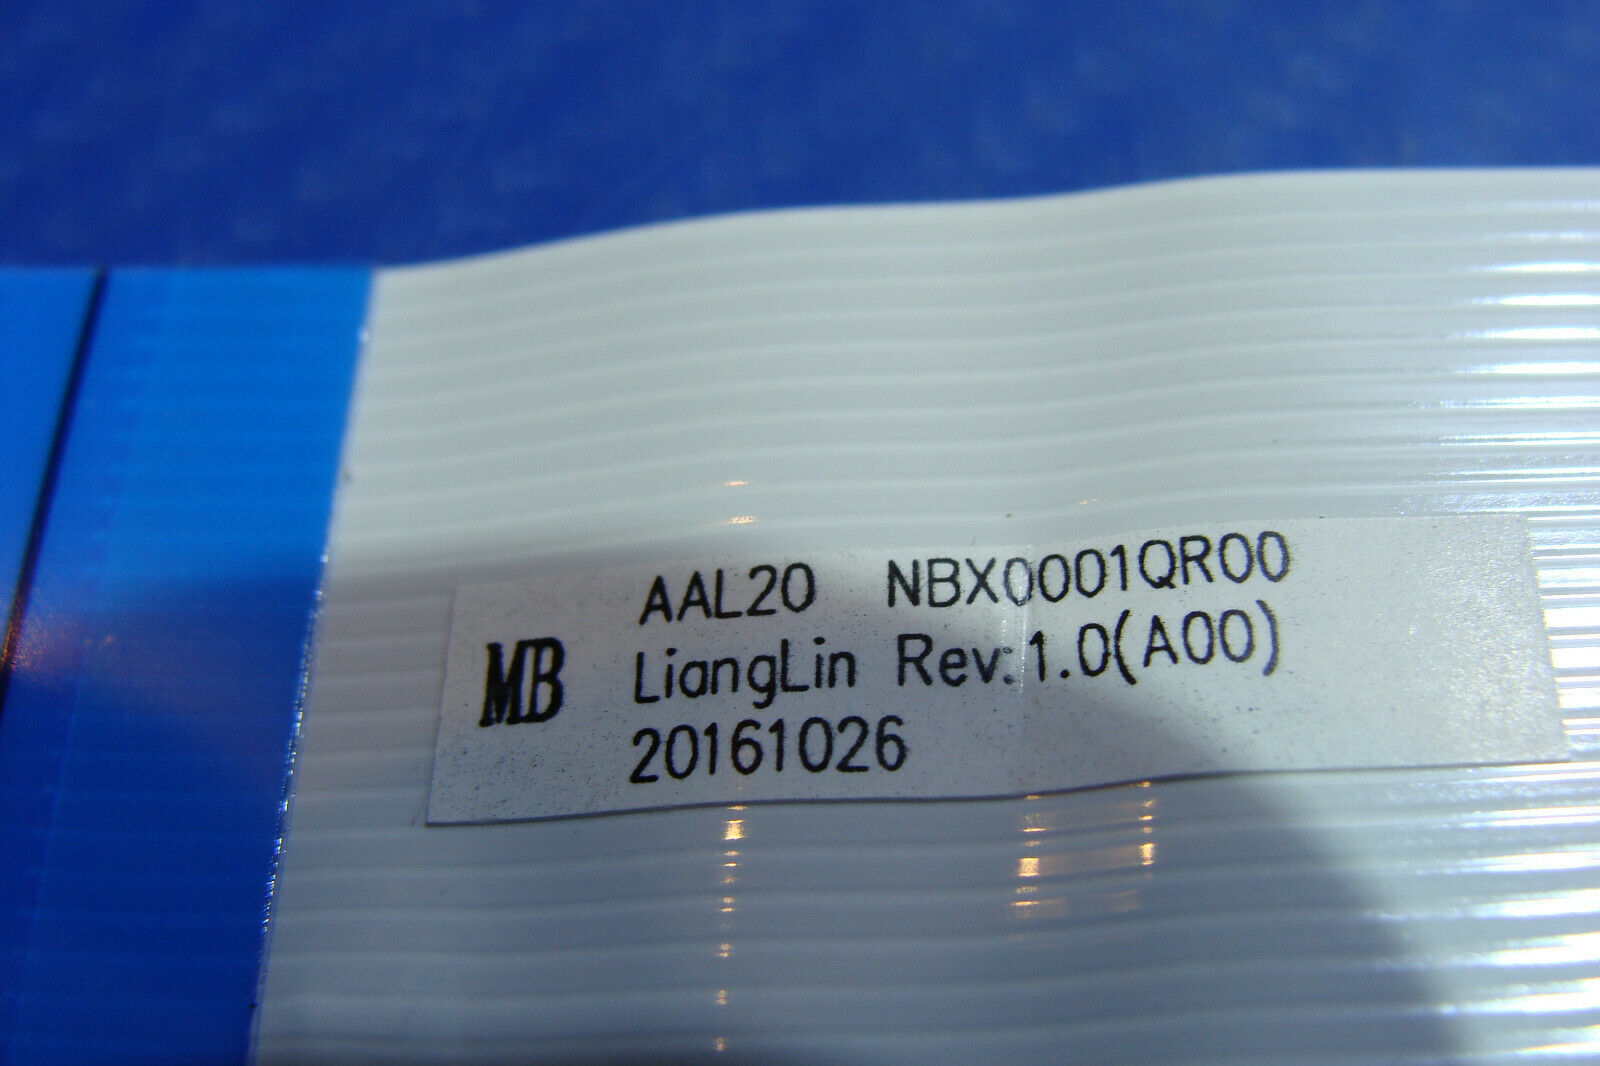 AAL20 NBX0001QR00
MB LiangLin Rev:1.0(A00)
20161026